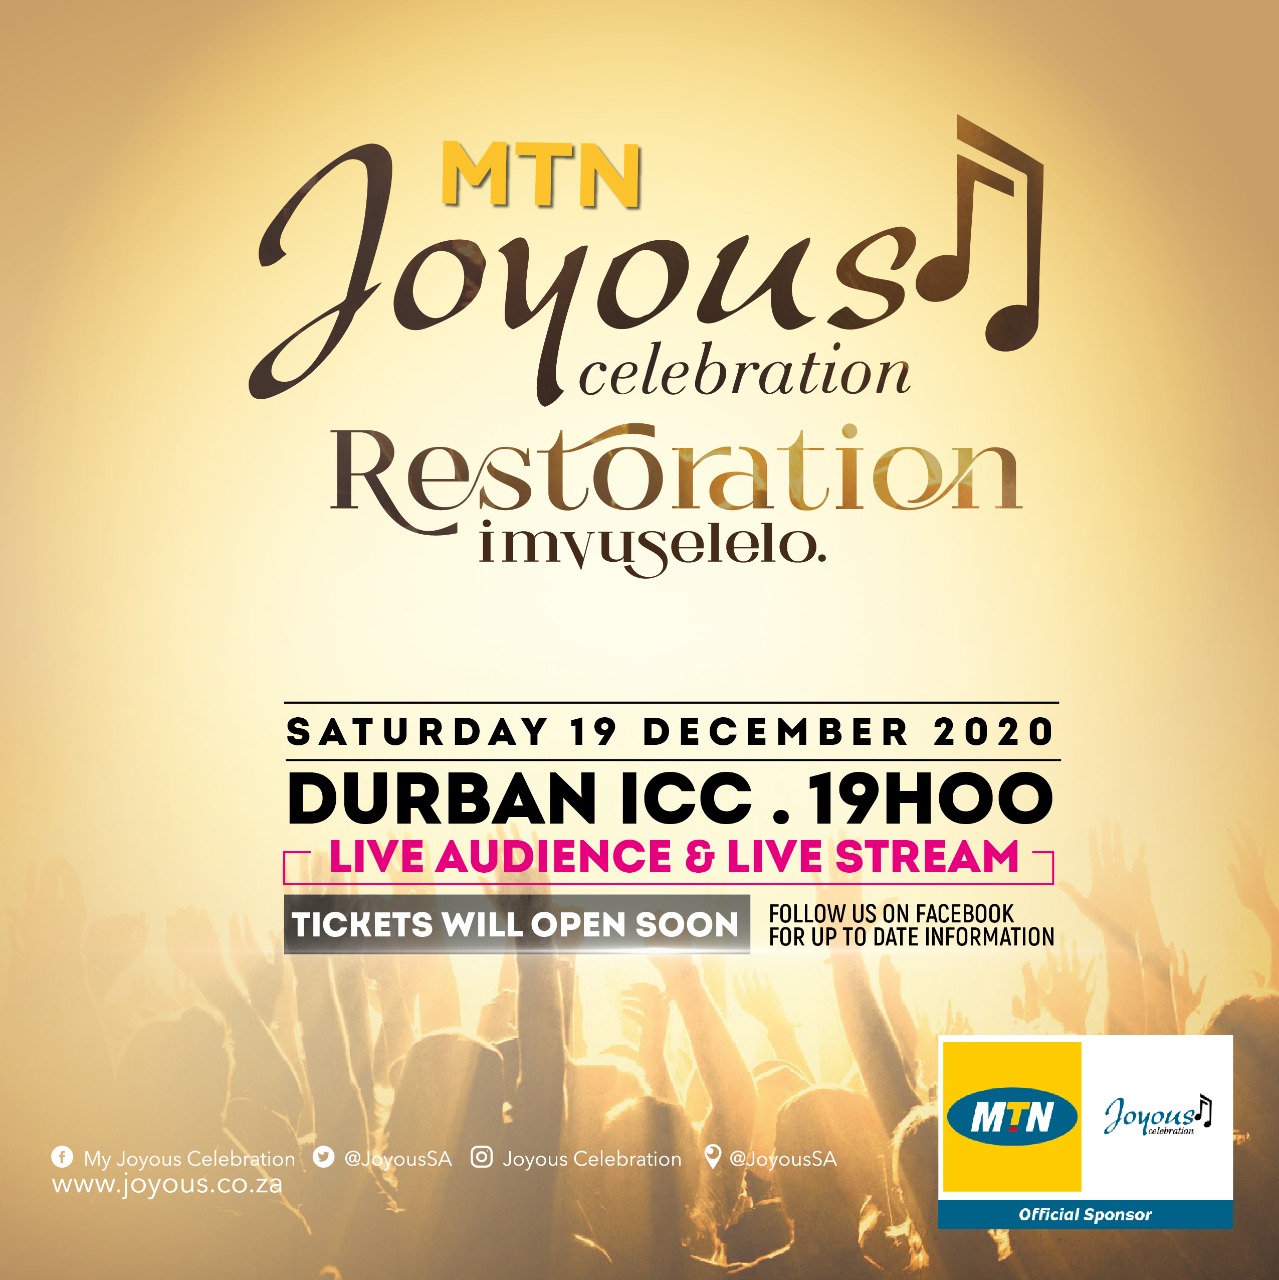 MTN
Joyous
celebration
Restoration
imvuselelo.
SATURDAY 19 DECEMBER 2020
DURBAN ICC . 19H00
LIVE AUDIENCE & LIVE STREAM
TICKETS WILL OPEN SOON
FOLLOW US ON FACEBOOK
FOR UP TO DATE INFORMATION
MTN
Joyous
celebration
Official Sponsor
My Joyous Celebration @JoyousSA Joyous Celebration @JoyousSA
www.joyous.co.za